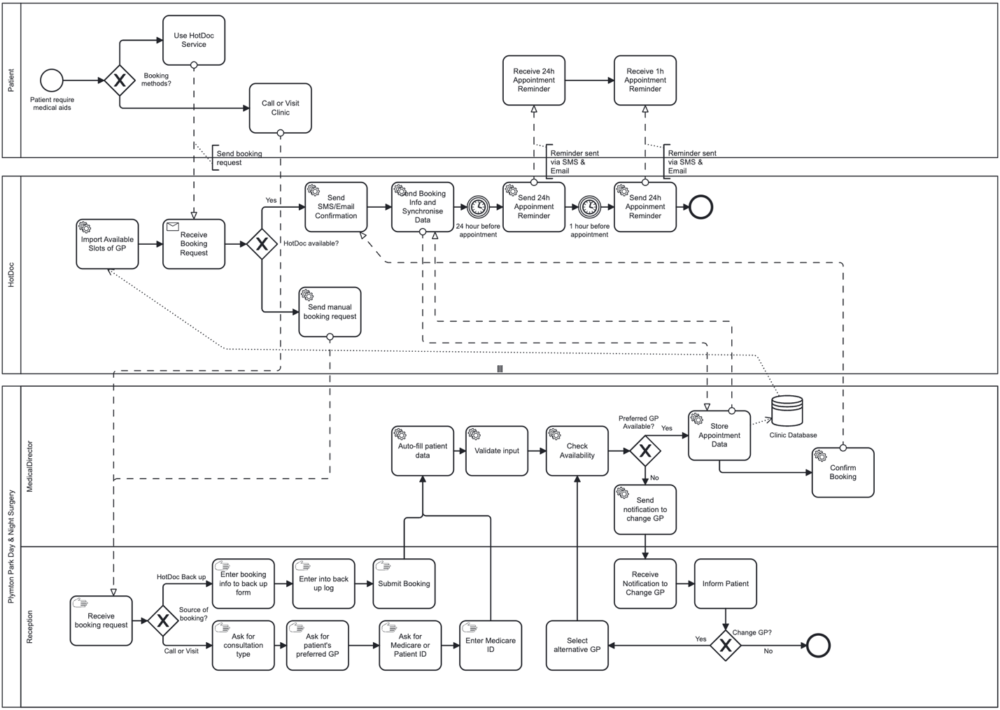 Patient
Use HotDoc
Service
Booking
methods?
Patient require
medical aids
Call or Visit
Clinic
Receive 24h
Appointment
Reminder
Receive 1h
Appointment
Reminder
Send booking
request
Reminder sent
via SMS &
Email
Reminder sent
via SMS &
Email
HotDoc
Import Available
Slots of GP
Receive
Booking
Request
Yes
HotDoc available?
Send
SMS/Email
Confirmation
Send Booking
Info and
Synchronise
Data
24 hour before
appointment
Send 24h
Appoinment
Reminder
1 hour before
appointment
Send 24h
Appoinment
Reminder
Send manual
booking request
Plymton Park Day & Night Surgery
MedicalDirector
Auto-fill patient
data
Validate input
Check
Availability
Preferred GP
Available?
Yes
No
Store
Appointment
Data
Clinic Database
Confirm
Booking
Send
notification to
change GP
Reception
Receive
booking request
HotDoc Back up
Source of
booking?
Call or Visit
Enter booking
info to back up
form
Enter into back
up log
Submit Booking
Ask for
consultation
type
Ask for
patient's
preferred GP
Ask for
Medicare or
Patient ID
Enter Medicare
ID
Receive
Notification to
Change GP
Inform Patient
Select
alternative GP
Yes
Change GP?
No